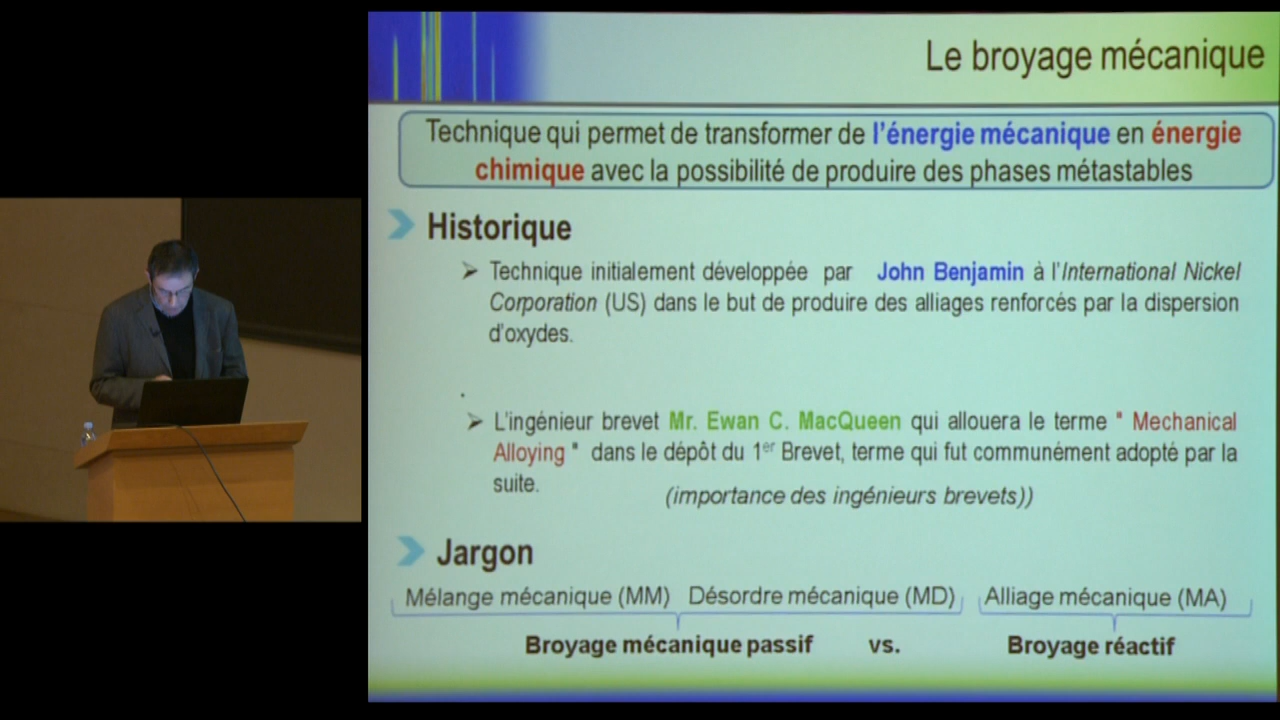 Le broyage mécanique
Technique qui permet de transformer de l'énergie mécanique en énergie
chimique avec la possibilité de produire des phases métastables
Historique
Technique initialement développée par John Benjamin à l'International Nickel
Corporation (US) dans le but de produire des alliages renforcés par la dispersion
d'oxydes.
.
L'ingénieur brevet Mr. Ewan C. MacQueen qui allouera le terme " Mechanical
Alloying " dans le dépôt du 1er Brevet, terme qui fut communément adopté par la
suite.
(importance des ingénieurs brevets))
Jargon
Mélange mécanique (MM) Désordre mécanique (MD) Alliage mécanique (MA)
Broyage mécanique passif vs. Broyage réactif